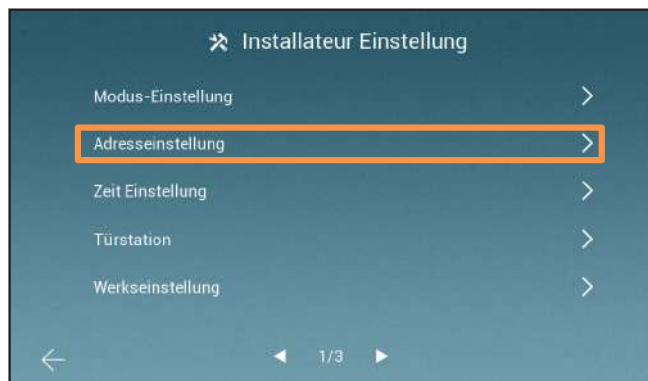 Installateur Einstellung
Modus-Einstellung
Adresseinstellung
Zeit Einstellung
Türstation
Werkseinstellung
1/3